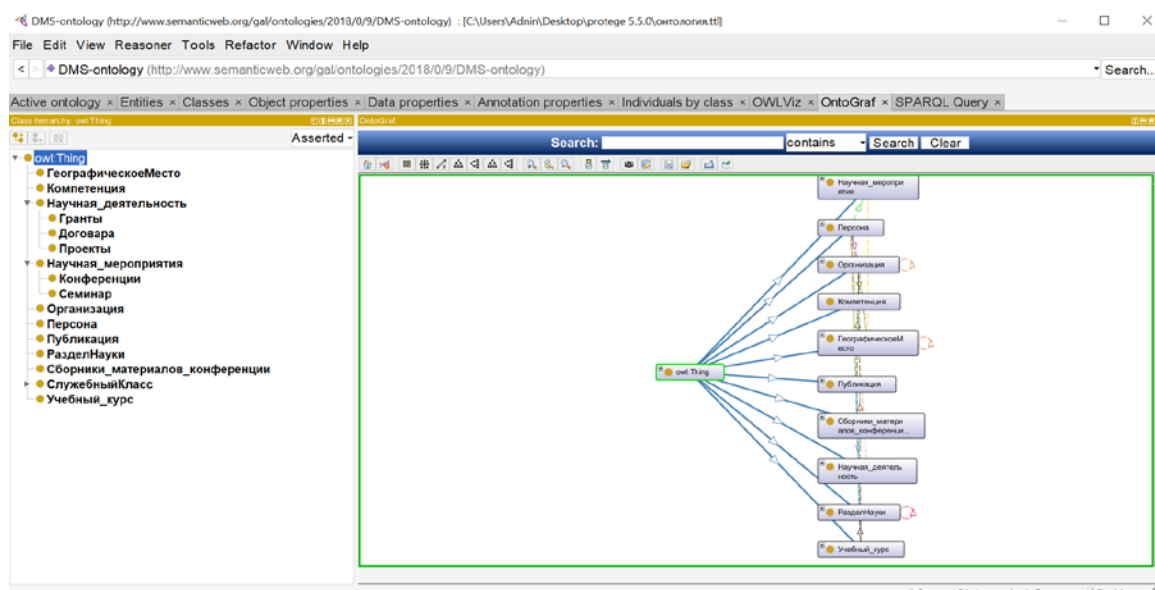 DMS-ontology (http://www.semanticweb.org/gal/ontologies/2018/0/9/DMS-ontology) : [C:\Users\Admin\Desktop\protege 5.5.0\онтология.ttl]
File Edit View Reasoner Tools Refactor Window Help
< > DMS-ontology (http://www.semanticweb.org/gal/ontologies/2018/0/9/DMS-ontology) Search...
Active ontology × Entities × Classes × Object properties × Data properties × Annotation properties × Individuals by class × OWLViz × OntoGraf × SPARQL Query ×
Class hierarchy: owl:Thing
Asserted
owl:Thing
ГеографическоеМесто
Компетенция
Научная_деятельность
Гранты
Договара
Проекты
Научная_мероприятия
Конференции
Семинар
Организация
Персона
Публикация
РазделНауки
Сборники_материалов_конференции
СлужебныйКласс
Учебный_курс
OntoGraf
Search: contains Search Clear
Научная_меропри
ятия
Персона
Организация
Компетенция
ГеографическоеМ
есто
owl:Thing
Публикация
Сборники_матери
алов_конференци...
Научная_деятель
ность
РазделНауки
Учебный_курс